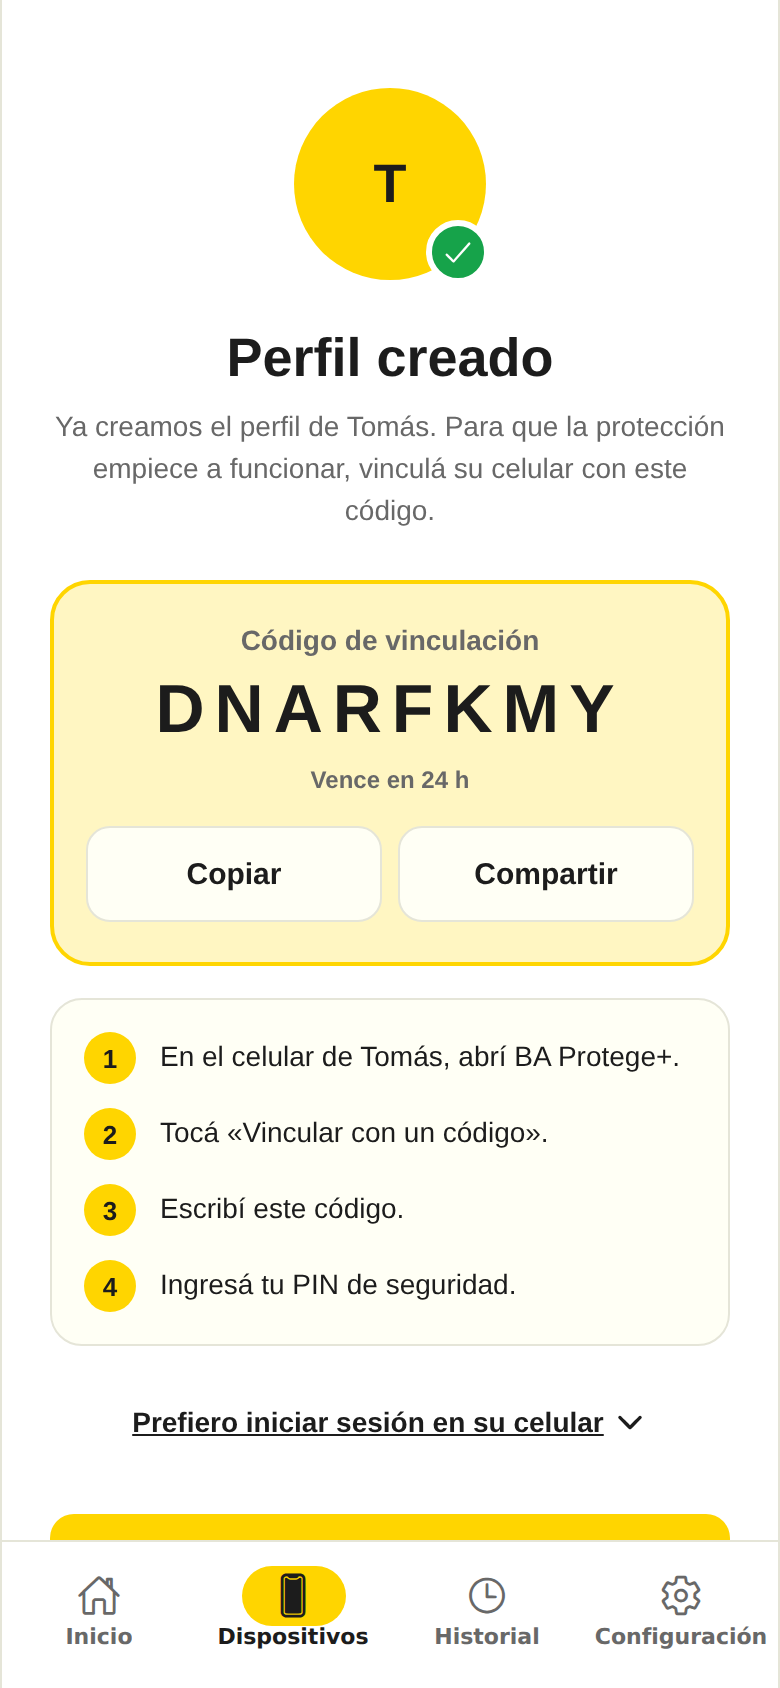 T
Perfil creado
Ya creamos el perfil de Tomás. Para que la protección
empiece a funcionar, vinculá su celular con este
código.
Código de vinculación
DNARFKMY
Vence en 24 h
Copiar
Compartir
1 En el celular de Tomás, abrí BA Protege+.
2 Tocá «Vincular con un código».
3 Escribí este código.
4 Ingresá tu PIN de seguridad.
Prefiero iniciar sesión en su celular
Inicio
Dispositivos
Historial
Configuración